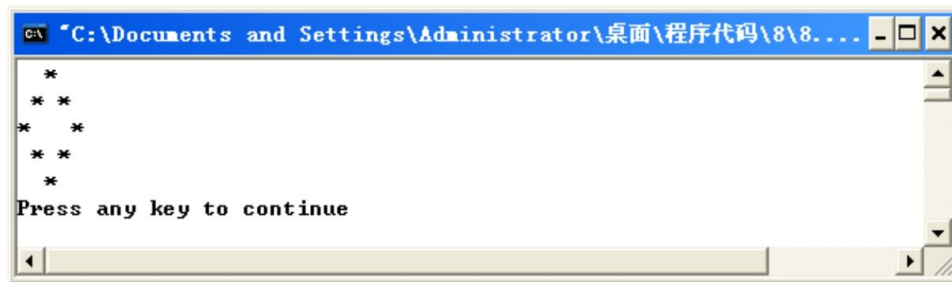 "C:\Documents and Settings\Administrator\桌面\程序代码\8\8....
  *
 * *
*   *
 * *
  *
Press any key to continue